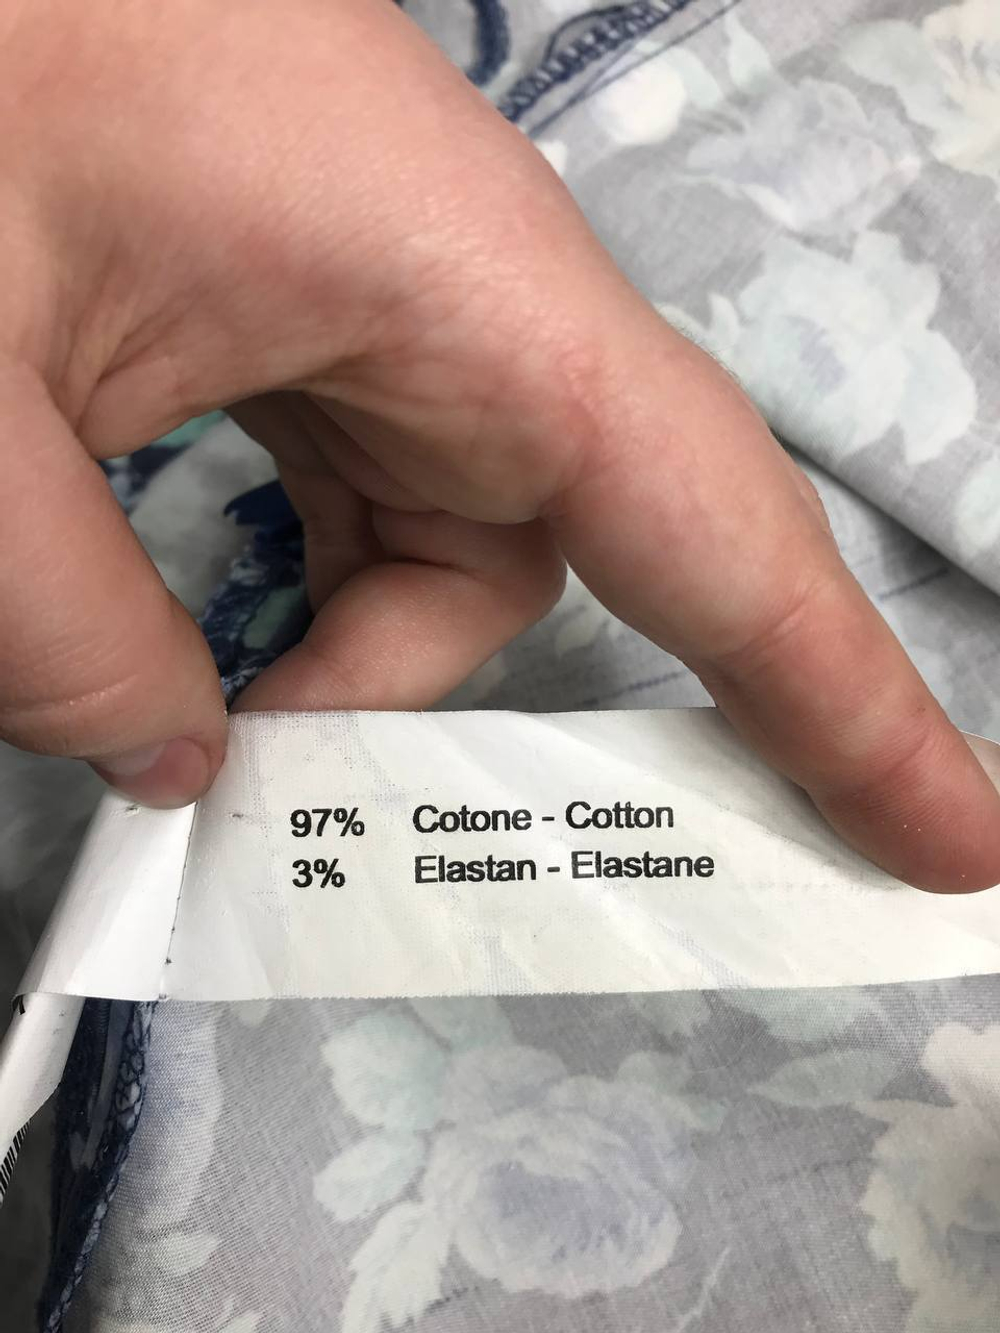 97% Cotone - Cotton
3% Elastan - Elastane